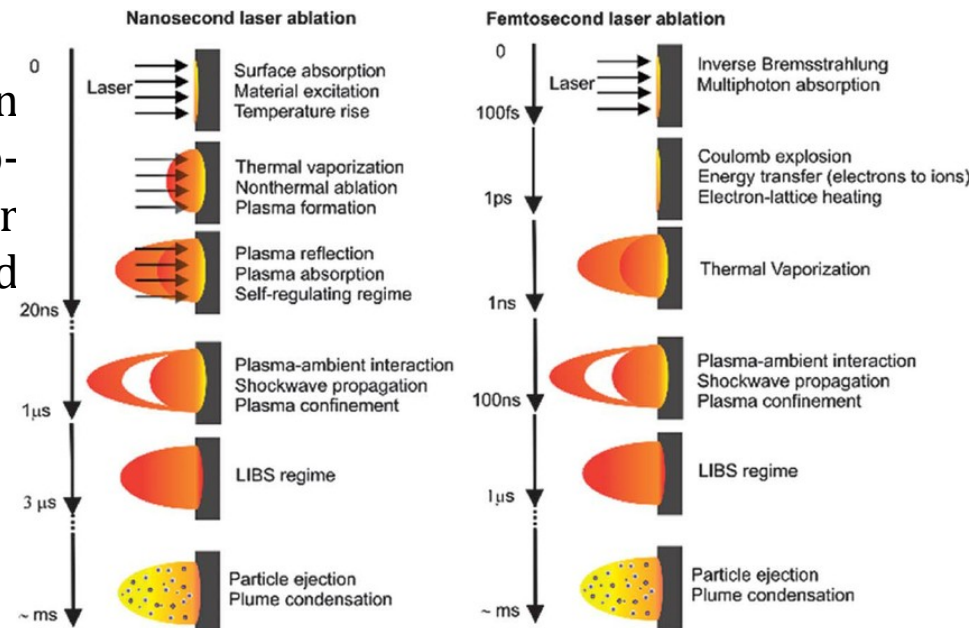 Nanosecond laser ablation
0
Laser
Surface absorption
Material excitation
Temperature rise
Thermal vaporization
Nonthermal ablation
Plasma formation
Plasma reflection
Plasma absorption
Self-regulating regime
20ns
Plasma-ambient interaction
Shockwave propagation
Plasma confinement
1μs
LIBS regime
3 μs
Particle ejection
Plume condensation
~ ms
Femtosecond laser ablation
0
Laser
Inverse Bremsstrahlung
Multiphoton absorption
100fs
Coulomb explosion
Energy transfer (electrons to ions)
Electron-lattice heating
1ps
Thermal Vaporization
1ns
Plasma-ambient interaction
Shockwave propagation
Plasma confinement
100ns
LIBS regime
1μs
Particle ejection
Plume condensation
~ ms